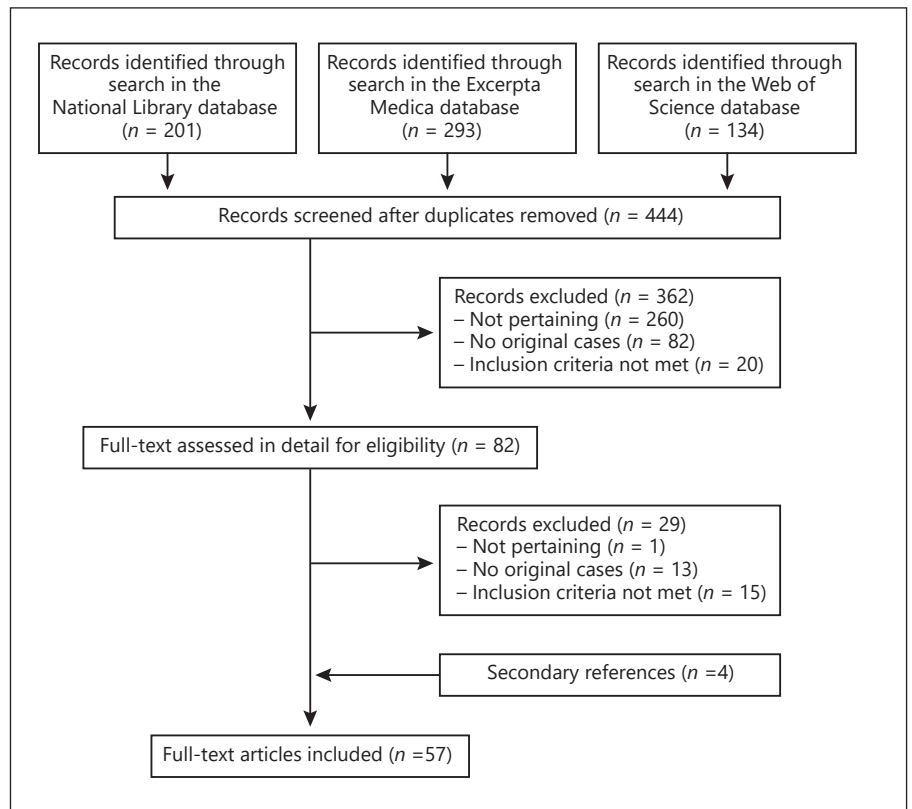 Records identified through
search in the
National Library database
(n = 201)
Records identified through
search in the Excerpta
Medica database
(n = 293)
Records identified through
search in the Web of
Science database
(n = 134)
Records screened after duplicates removed (n = 444)
Records excluded (n = 362)
– Not pertaining (n = 260)
– No original cases (n = 82)
– Inclusion criteria not met (n = 20)
Full-text assessed in detail for eligibility (n = 82)
Records excluded (n = 29)
– Not pertaining (n = 1)
– No original cases (n = 13)
– Inclusion criteria not met (n = 15)
Secondary references (n =4)
Full-text articles included (n =57)